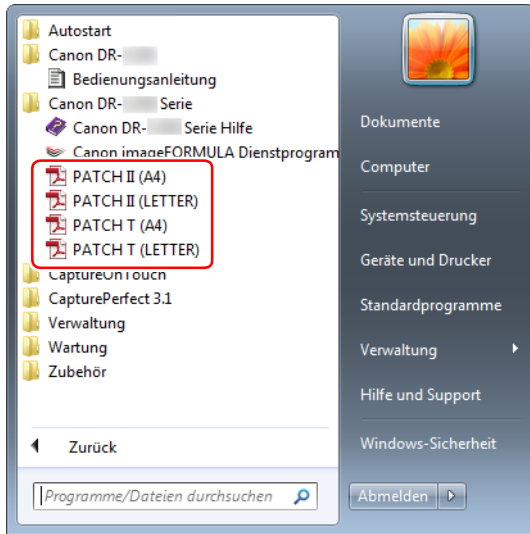 Autostart
Canon DR-
Bedienungsanleitung
Canon DR- Serie
Canon DR- Serie Hilfe
Canon imageFORMULA Dienstprogram
PATCH II (A4)
PATCH II (LETTER)
PATCH T (A4)
PATCH T (LETTER)
CaptureOnTouch
CapturePerfect 3.1
Verwaltung
Wartung
Zubehör
Zurück
Programme/Dateien durchsuchen
Dokumente
Computer
Systemsteuerung
Geräte und Drucker
Standardprogramme
Verwaltung
Hilfe und Support
Windows-Sicherheit
Abmelden